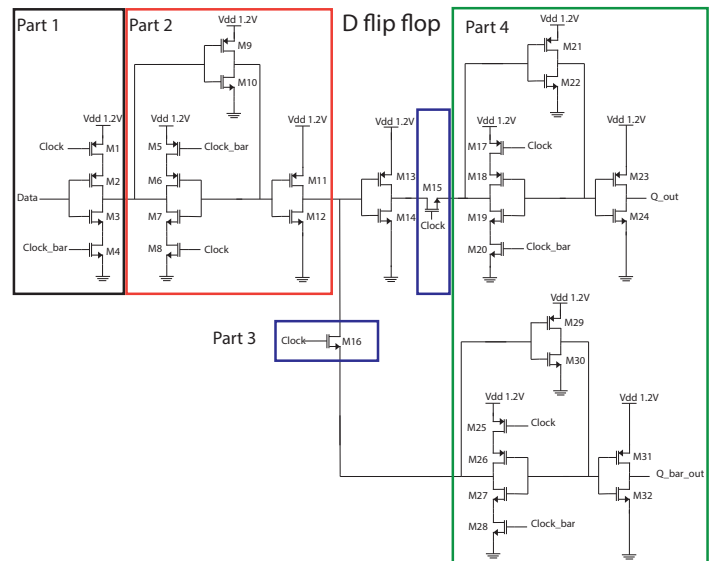 Part 1
Part 2
D flip flop
Part 4
Vdd 1.2V
M9
M10
Vdd 1.2V
M21
M22
Vdd 1.2V
Clock
M1
M2
Data
M3
Clock_bar
M4
Vdd 1.2V
M5
Clock_bar
M6
M7
M8
Clock
Vdd 1.2V
M11
M12
Vdd 1.2V
M13
M14
M15
Clock
Vdd 1.2V
M17
Clock
M18
M19
M20
Clock_bar
Vdd 1.2V
M23
Q_out
M24
Part 3
Clock
M16
Vdd 1.2V
M29
M30
Vdd 1.2V
M25
Clock
M26
M27
M28
Clock_bar
Vdd 1.2V
M31
Q_bar_out
M32